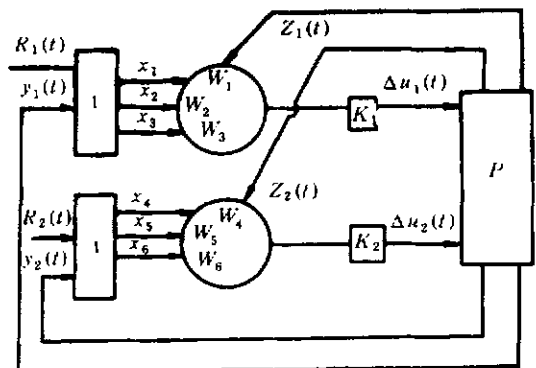 Z₁(t)
R₁(t)
y₁(t)
1
x₁
x₂
x₃
W₁
W₂
W₃
K₁
Δu₁(t)
P
Z₂(t)
R₂(t)
y₂(t)
1
x₄
x₅
x₆
W₄
W₅
W₆
K₂
Δu₂(t)